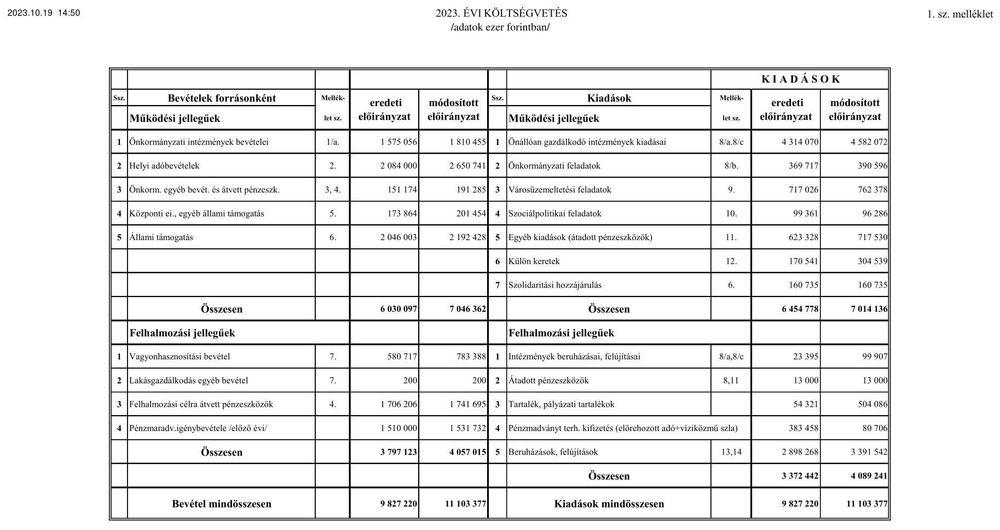 2023.10.19 14:50
2023. ÉVI KÖLTSÉGVETÉS
1. sz. melléklet
/adatok ezer forintban/
K I A D Á S O K
Ssz. Bevételek forrásonként Mellék- eredeti módosított Ssz. Kiadások Mellék- eredeti módosított
Működési jellegűek let sz. előirányzat előirányzat Működési jellegűek let sz. előirányzat előirányzat
1 Önkormányzati intézmények bevételei 1/a. 1 575 056 1 810 455 1 Önállóan gazdálkodó intézmények kiadásai 8/a.8/c 4 314 070 4 582 072
2 Helyi adóbevételek 2. 2 084 000 2 650 741 2 Önkormányzati feladatok 8/b. 369 717 390 596
3 Önkorm. egyéb bevét. és átvett pénzeszk. 3, 4. 151 174 191 285 3 Városüzemeltetési feladatok 9. 717 026 762 378
4 Központi ei., egyéb állami támogatás 5. 173 864 201 454 4 Szociálpolitikai feladatok 10. 99 361 96 286
5 Állami támogatás 6. 2 046 003 2 192 428 5 Egyéb kiadások (átadott pénzeszközök) 11. 623 328 717 530
6 Külön keretek 12. 170 541 304 539
7 Szolidaritási hozzájárulás 6. 160 735 160 735
Összesen 6 030 097 7 046 362 Összesen 6 454 778 7 014 136
Felhalmozási jellegűek Felhalmozási jellegűek
1 Vagyonhasznosítási bevétel 7. 580 717 783 388 1 Intézmények beruházásai, felújításai 8/a,8/c 23 395 99 907
2 Lakásgazdálkodás egyéb bevétel 7. 200 200 2 Átadott pénzeszközök 8,11 13 000 13 000
3 Felhalmozási célra átvett pénzeszközök 4. 1 706 206 1 741 695 3 Tartalék, pályázati tartalékok 54 321 504 086
4 Pénzmaradv.igénybevétele /előző évi/ 1 510 000 1 531 732 4 Pénzmadványt terh. kifizetés (előrehozott adó+víziközmű szla) 383 458 80 706
Összesen 3 797 123 4 057 015 5 Beruházások, felújítások 13,14 2 898 268 3 391 542
Összesen 3 372 442 4 089 241
Bevétel mindösszesen 9 827 220 11 103 377 Kiadások mindösszesen 9 827 220 11 103 377